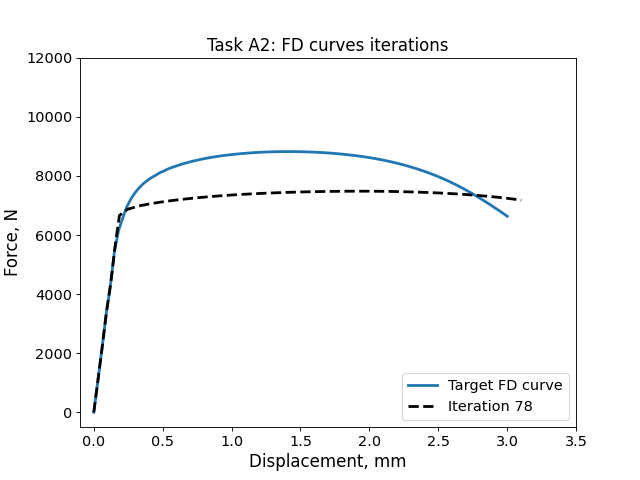 Task A2: FD curves iterations
12000
10000
8000
6000
4000
2000
0
Force, N
0.0 0.5 1.0 1.5 2.0 2.5 3.0 3.5
Displacement, mm
Target FD curve
Iteration 78